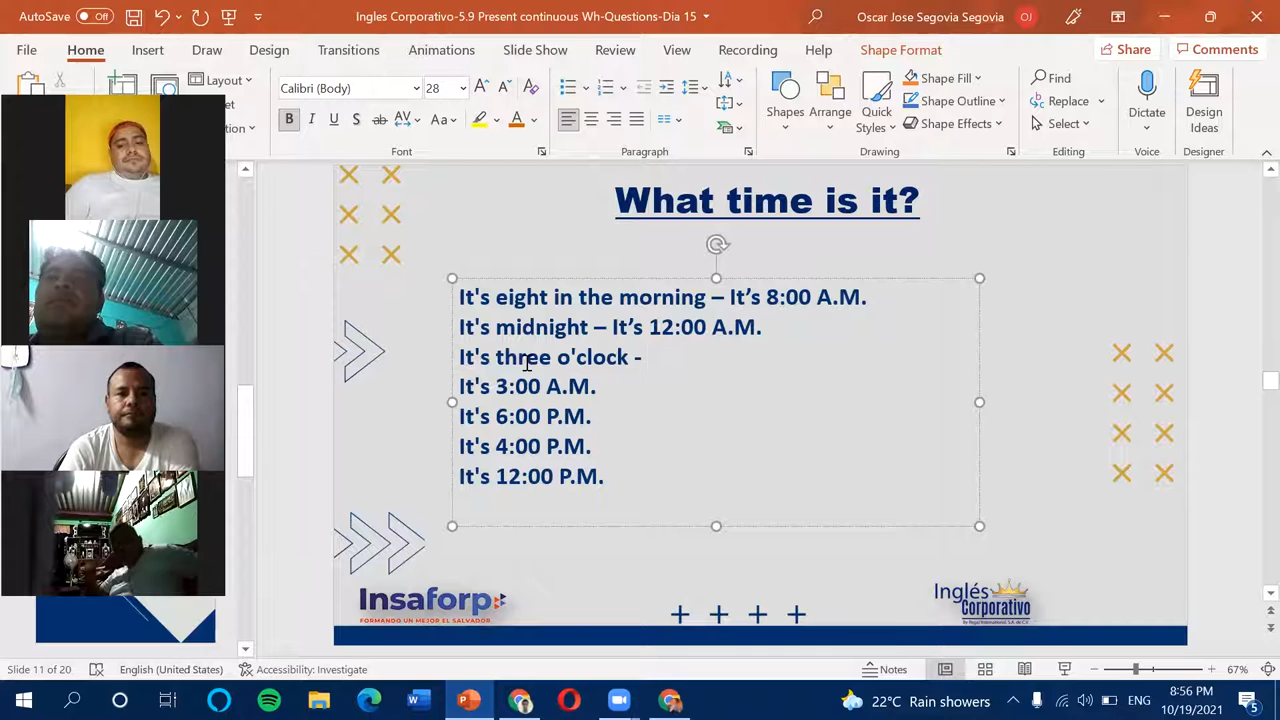 AutoSave Off Ingles Corporativo-5.9 Present continuous Wh-Questions-Dia 15 Oscar Jose Segovia Segovia OJ
File Home Insert Draw Design Transitions Animations Slide Show Review View Recording Help Shape Format Share Comments
Layout Calibri (Body) 28 Shapes Arrange Quick Styles Shape Fill Shape Outline Shape Effects Find Replace Select Dictate Design Ideas
Font Paragraph Drawing Editing Voice Designer
What time is it?
It's eight in the morning – It’s 8:00 A.M.
It's midnight – It’s 12:00 A.M.
It's three o'clock -
It's 3:00 A.M.
It's 6:00 P.M.
It's 4:00 P.M.
It's 12:00 P.M.
Insaforp
FORMANDO UN MEJOR EL SALVADOR
Inglés
Corporativo
Slide 11 of 20 English (United States) Accessibility: Investigate Notes 67%
22°C Rain showers ENG 8:56 PM
10/19/2021 5